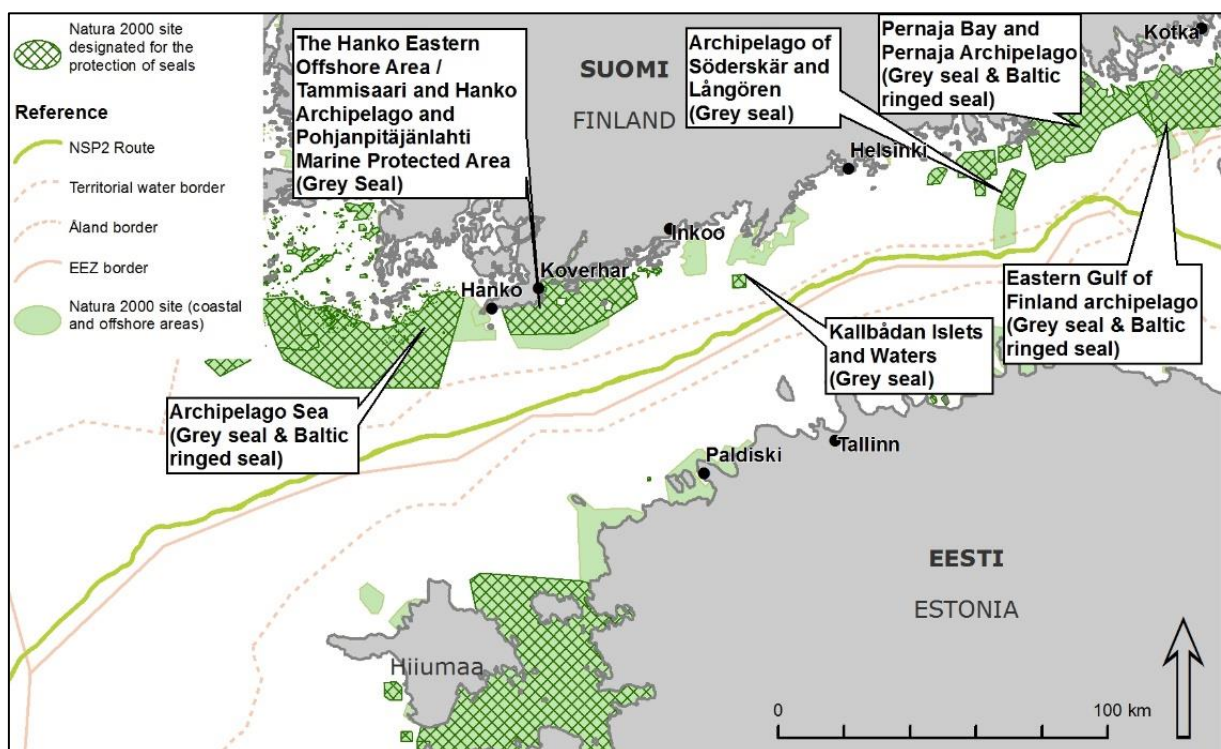 Natura 2000 site
designated for the
protection of seals
Reference
NSP2 Route
Territorial water border
Åland border
EEZ border
Natura 2000 site (coastal
and offshore areas)
The Hanko Eastern
Offshore Area /
Tammisaari and Hanko
Archipelago and
Pohjanpitäjänlahti
Marine Protected Area
(Grey Seal)
SUOMI
FINLAND
Archipelago of
Söderskär and
Långören
(Grey seal)
Pernaja Bay and
Pernaja Archipelago
(Grey seal & Baltic
ringed seal)
Kotka
Helsinki
Inkoo
Koverhar
Hanko
Eastern Gulf of
Finland archipelago
(Grey seal & Baltic
ringed seal)
Kallbådan Islets
and Waters
(Grey seal)
Archipelago Sea
(Grey seal & Baltic
ringed seal)
Tallinn
Paldiski
EESTI
ESTONIA
Hiiumaa
0
100 km